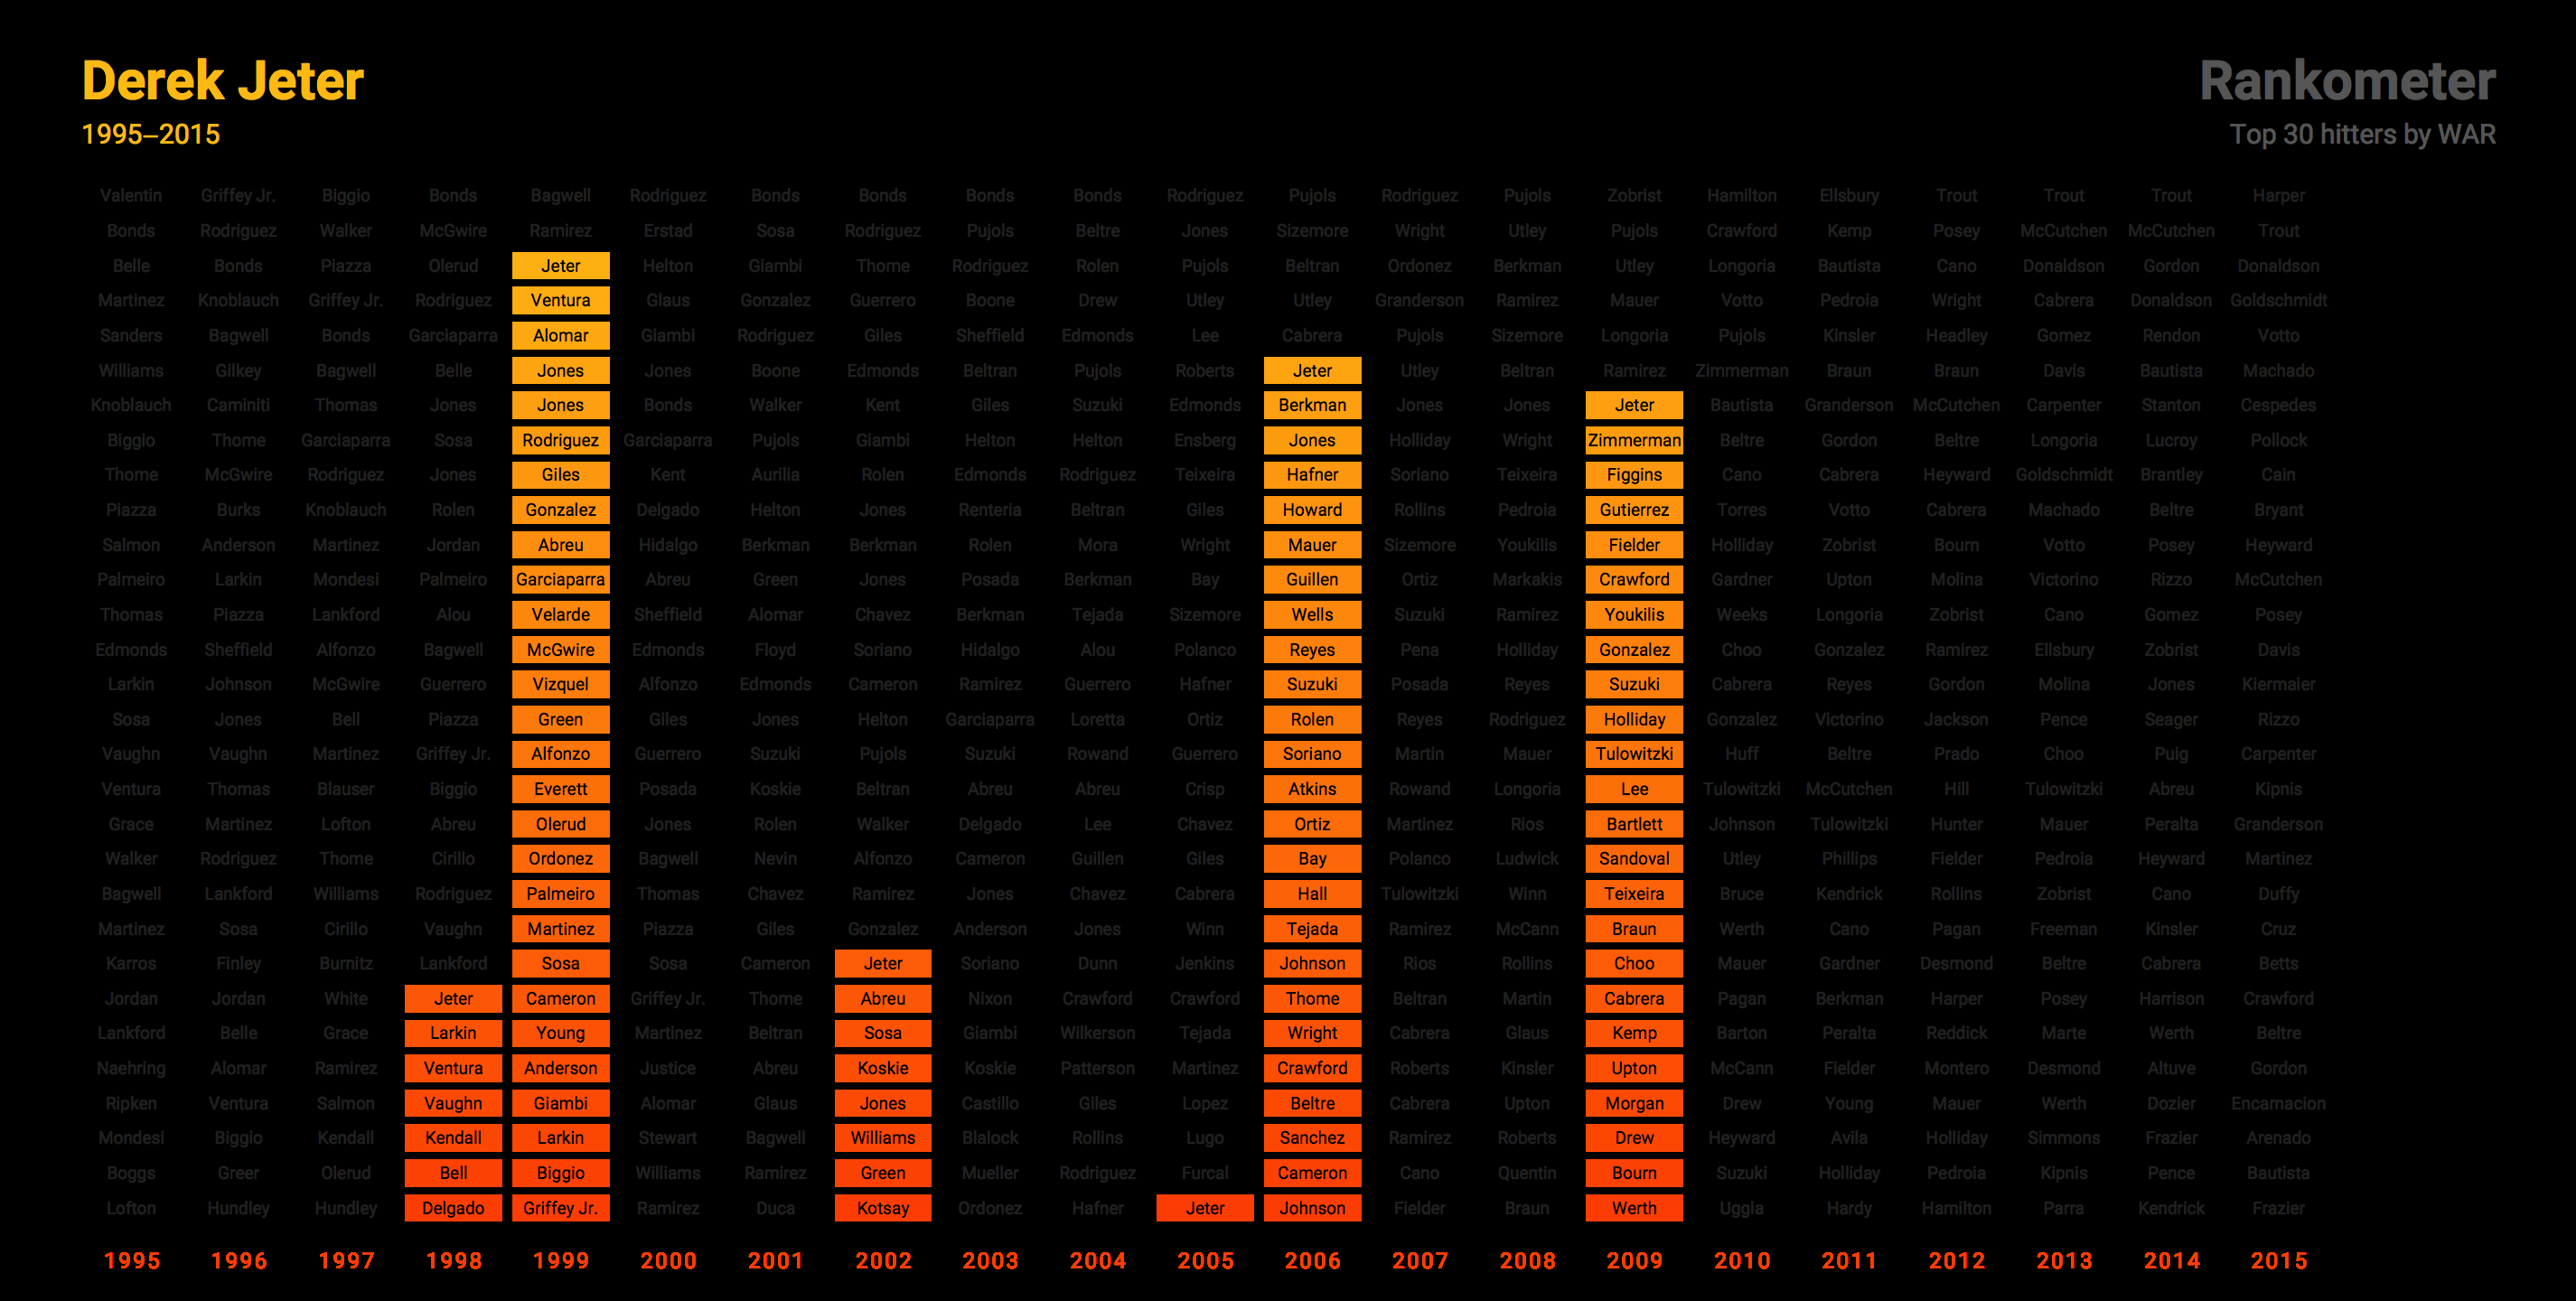 Derek Jeter Rankometer
1995–2015 Top 30 hitters by WAR
Valentin Griffey Jr. Biggio Bonds Bagwell Rodriguez Bonds Bonds Bonds Bonds Rodriguez Pujols Rodriguez Pujols Zobrist Hamilton Ellsbury Trout Trout Trout Harper
Bonds Rodriguez Walker McGwire Ramirez Erstad Sosa Rodriguez Pujols Beltre Jones Sizemore Wright Utley Pujols Crawford Kemp Posey McCutchen McCutchen Trout
Belle Bonds Piazza Olerud Jeter Helton Giambi Thome Rodriguez Rolen Pujols Beltran Ordonez Berkman Utley Longoria Bautista Cano Donaldson Gordon Donaldson
Martinez Knoblauch Griffey Jr. Rodriguez Ventura Glaus Gonzalez Guerrero Boone Drew Utley Utley Granderson Ramirez Mauer Votto Pedroia Wright Cabrera Donaldson Goldschmidt
Sanders Bagwell Bonds Garciaparra Alomar Giambi Rodriguez Giles Sheffield Edmonds Lee Cabrera Pujols Sizemore Longoria Pujols Kinsler Headley Gomez Rendon Votto
Williams Gilkey Bagwell Belle Jones Jones Boone Edmonds Beltran Pujols Roberts Jeter Utley Beltran Ramirez Zimmerman Braun Braun Davis Bautista Machado
Knoblauch Caminiti Thomas Jones Jones Bonds Walker Kent Giles Suzuki Edmonds Berkman Jones Jones Jeter Bautista Granderson McCutchen Carpenter Stanton Cespedes
Biggio Thome Garciaparra Sosa Rodriguez Garciaparra Pujols Giambi Helton Helton Ensberg Jones Holliday Wright Zimmerman Beltre Gordon Beltre Longoria Lucroy Pollock
Thome McGwire Rodriguez Jones Giles Kent Aurilia Rolen Edmonds Rodriguez Teixeira Hafner Soriano Teixeira Figgins Cano Cabrera Heyward Goldschmidt Brantley Cain
Piazza Burks Knoblauch Rolen Gonzalez Delgado Helton Jones Renteria Beltran Giles Howard Rollins Pedroia Gutierrez Torres Votto Cabrera Machado Beltre Bryant
Salmon Anderson Martinez Jordan Abreu Hidalgo Berkman Berkman Rolen Mora Wright Mauer Sizemore Youkilis Fielder Holliday Zobrist Bourn Votto Posey Heyward
Palmeiro Larkin Mondesi Palmeiro Garciaparra Abreu Green Jones Posada Berkman Bay Guillen Ortiz Markakis Crawford Gardner Upton Molina Victorino Rizzo McCutchen
Thomas Piazza Lankford Alou Velarde Sheffield Alomar Chavez Berkman Tejada Sizemore Wells Suzuki Ramirez Youkilis Weeks Longoria Zobrist Cano Gomez Posey
Edmonds Sheffield Alfonzo Bagwell McGwire Edmonds Floyd Soriano Hidalgo Alou Polanco Reyes Pena Holliday Gonzalez Choo Gonzalez Ramirez Ellsbury Zobrist Davis
Larkin Johnson McGwire Guerrero Vizquel Alfonzo Edmonds Cameron Ramirez Guerrero Hafner Suzuki Posada Reyes Suzuki Cabrera Reyes Gordon Molina Jones Kiermaier
Sosa Jones Bell Piazza Green Giles Jones Helton Garciaparra Loretta Ortiz Rolen Reyes Rodriguez Holliday Gonzalez Victorino Jackson Pence Seager Rizzo
Vaughn Vaughn Martinez Griffey Jr. Alfonzo Guerrero Suzuki Pujols Suzuki Rowand Guerrero Soriano Martin Mauer Tulowitzki Huff Beltre Prado Choo Puig Carpenter
Ventura Thomas Blauser Biggio Everett Posada Koskie Beltran Abreu Abreu Crisp Atkins Rowand Longoria Lee Tulowitzki McCutchen Hill Tulowitzki Abreu Kipnis
Grace Martinez Lofton Abreu Olerud Jones Rolen Walker Delgado Lee Chavez Ortiz Martinez Rios Bartlett Johnson Tulowitzki Hunter Mauer Peralta Granderson
Walker Rodriguez Thome Cirillo Ordonez Bagwell Nevin Alfonzo Cameron Guillen Giles Bay Polanco Ludwick Sandoval Utley Phillips Fielder Pedroia Heyward Martinez
Bagwell Lankford Williams Rodriguez Palmeiro Thomas Chavez Ramirez Jones Chavez Cabrera Hall Tulowitzki Winn Teixeira Bruce Kendrick Rollins Zobrist Cano Duffy
Martinez Sosa Cirillo Vaughn Martinez Piazza Giles Gonzalez Anderson Jones Winn Tejada Ramirez McCann Braun Werth Cano Pagan Freeman Kinsler Cruz
Karros Finley Burnitz Lankford Sosa Sosa Cameron Jeter Soriano Dunn Jenkins Johnson Rios Rollins Choo Mauer Gardner Desmond Beltre Cabrera Betts
Jordan Jordan White Jeter Cameron Griffey Jr. Thome Abreu Nixon Crawford Crawford Thome Beltran Martin Cabrera Pagan Berkman Harper Posey Harrison Crawford
Lankford Belle Grace Larkin Young Martinez Beltran Sosa Giambi Wilkerson Tejada Wright Cabrera Glaus Kemp Barton Peralta Reddick Marte Werth Beltre
Naehring Alomar Ramirez Ventura Anderson Justice Abreu Koskie Koskie Patterson Martinez Crawford Roberts Kinsler Upton McCann Fielder Montero Desmond Altuve Gordon
Ripken Ventura Salmon Vaughn Giambi Alomar Glaus Jones Castillo Giles Lopez Beltre Cabrera Upton Morgan Drew Young Mauer Werth Dozier Encarnacion
Mondesi Biggio Kendall Kendall Larkin Stewart Bagwell Williams Blalock Rollins Lugo Sanchez Ramirez Roberts Drew Heyward Avila Holliday Simmons Frazier Arenado
Boggs Greer Olerud Bell Biggio Williams Ramirez Green Mueller Rodriguez Furcal Cameron Cano Quentin Bourn Suzuki Holliday Pedroia Kipnis Pence Bautista
Lofton Hundley Hundley Delgado Griffey Jr. Ramirez Duca Kotsay Ordonez Hafner Jeter Johnson Fielder Braun Werth Uggla Hardy Hamilton Parra Kendrick Frazier
1995 1996 1997 1998 1999 2000 2001 2002 2003 2004 2005 2006 2007 2008 2009 2010 2011 2012 2013 2014 2015